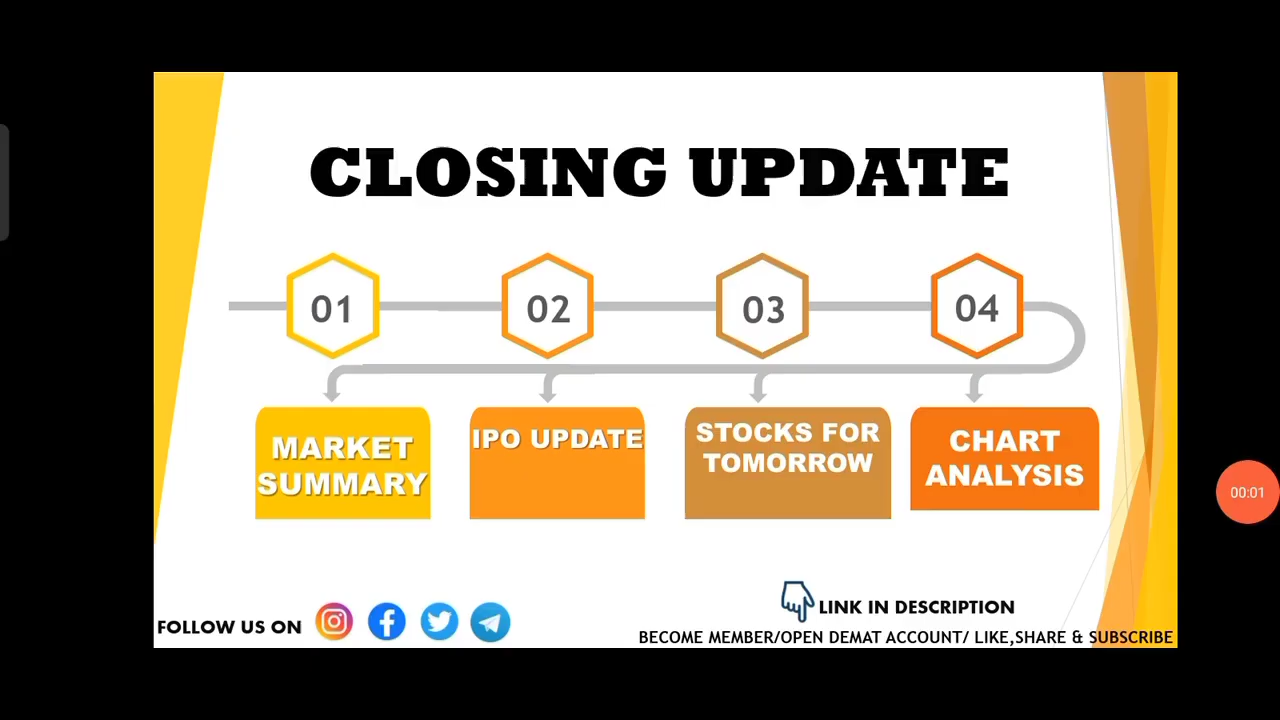 CLOSING UPDATE
01
02
03
04
MARKET
SUMMARY
IPO UPDATE
STOCKS FOR
TOMORROW
CHART
ANALYSIS
00:01
FOLLOW US ON
LINK IN DESCRIPTION
BECOME MEMBER/OPEN DEMAT ACCOUNT/ LIKE,SHARE & SUBSCRIBE